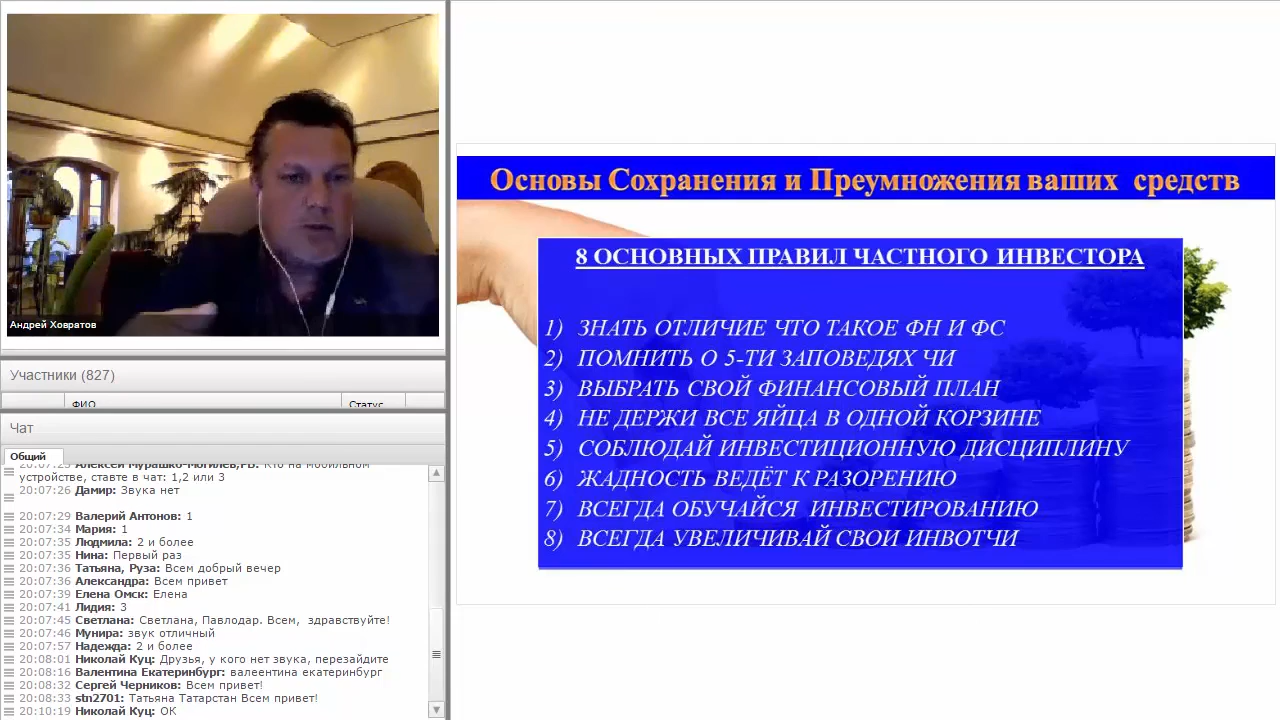 Андрей Ховратов
Участники (827)
ФИО
Статус
Чат
Общий
20:07:25 Алексей Мурашко-Могилев,РБ: Кто на мобильном
устройстве, ставте в чат: 1,2 или 3
20:07:26 Дамир: Звука нет
20:07:29 Валерий Антонов: 1
20:07:34 Мария: 1
20:07:35 Людмила: 2 и более
20:07:35 Нина: Первый раз
20:07:36 Татьяна, Руза: Всем добрый вечер
20:07:36 Александра: Всем привет
20:07:39 Елена Омск: Елена
20:07:41 Лидия: 3
20:07:45 Светлана: Светлана, Павлодар. Всем, здравствуйте!
20:07:46 Мунира: звук отличный
20:07:57 Надежда: 2 и более
20:08:01 Николай Куц: Друзья, у кого нет звука, перезайдите
20:08:16 Валентина Екатеринбург: валеентина екатеринбург
20:08:32 Сергей Черников: Всем привет!
20:08:33 stn2701: Татьяна Татарстан Всем привет!
20:10:19 Николай Куц: ОК
Основы Сохранения и Преумножения ваших средств
8 ОСНОВНЫХ ПРАВИЛ ЧАСТНОГО ИНВЕСТОРА
1) ЗНАТЬ ОТЛИЧИЕ ЧТО ТАКОЕ ФН И ФС
2) ПОМНИТЬ О 5-ТИ ЗАПОВЕДЯХ ЧИ
3) ВЫБРАТЬ СВОЙ ФИНАНСОВЫЙ ПЛАН
4) НЕ ДЕРЖИ ВСЕ ЯЙЦА В ОДНОЙ КОРЗИНЕ
5) СОБЛЮДАЙ ИНВЕСТИЦИОННУЮ ДИСЦИПЛИНУ
6) ЖАДНОСТЬ ВЕДЁТ К РАЗОРЕНИЮ
7) ВСЕГДА ОБУЧАЙСЯ ИНВЕСТИРОВАНИЮ
8) ВСЕГДА УВЕЛИЧИВАЙ СВОИ ИНВОТЧИ